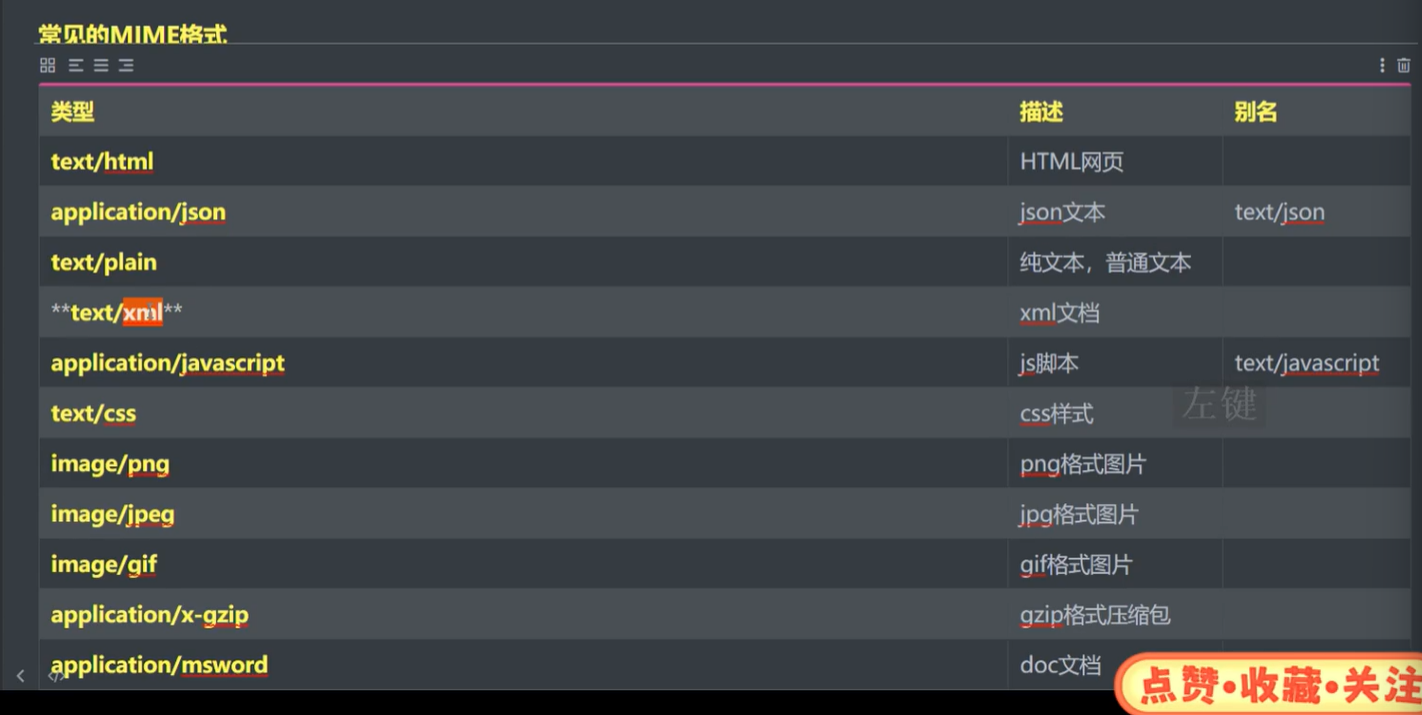 常见的MIME格式
类型 描述 别名
text/html HTML网页
application/json json文本 text/json
text/plain 纯文本，普通文本
**text/xml** xml文档
application/javascript js脚本 text/javascript
左键
text/css css样式
image/png png格式图片
image/jpeg jpg格式图片
image/gif gif格式图片
application/x-gzip gzip格式压缩包
application/msword doc文档
点赞•收藏•关注